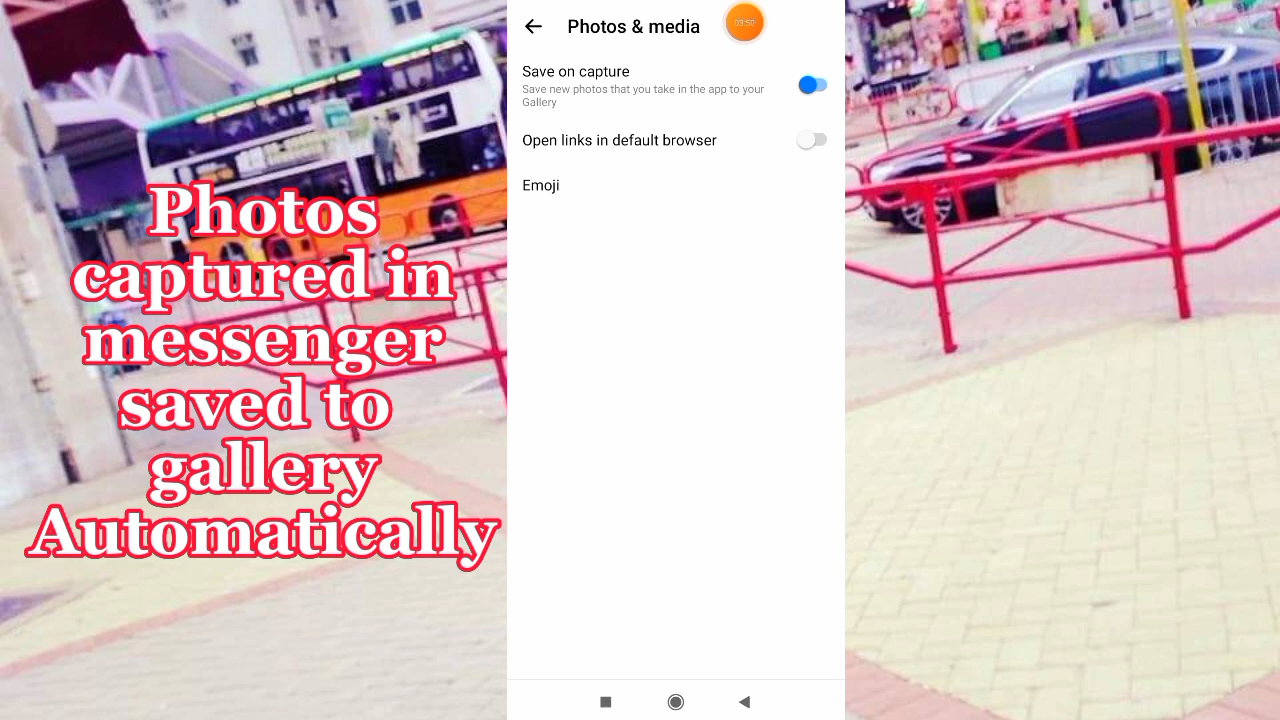 Photos
captured in
messenger
saved to
gallery
Automatically
Photos & media
03:50
Save on capture
Save new photos that you take in the app to your
Gallery
Open links in default browser
Emoji